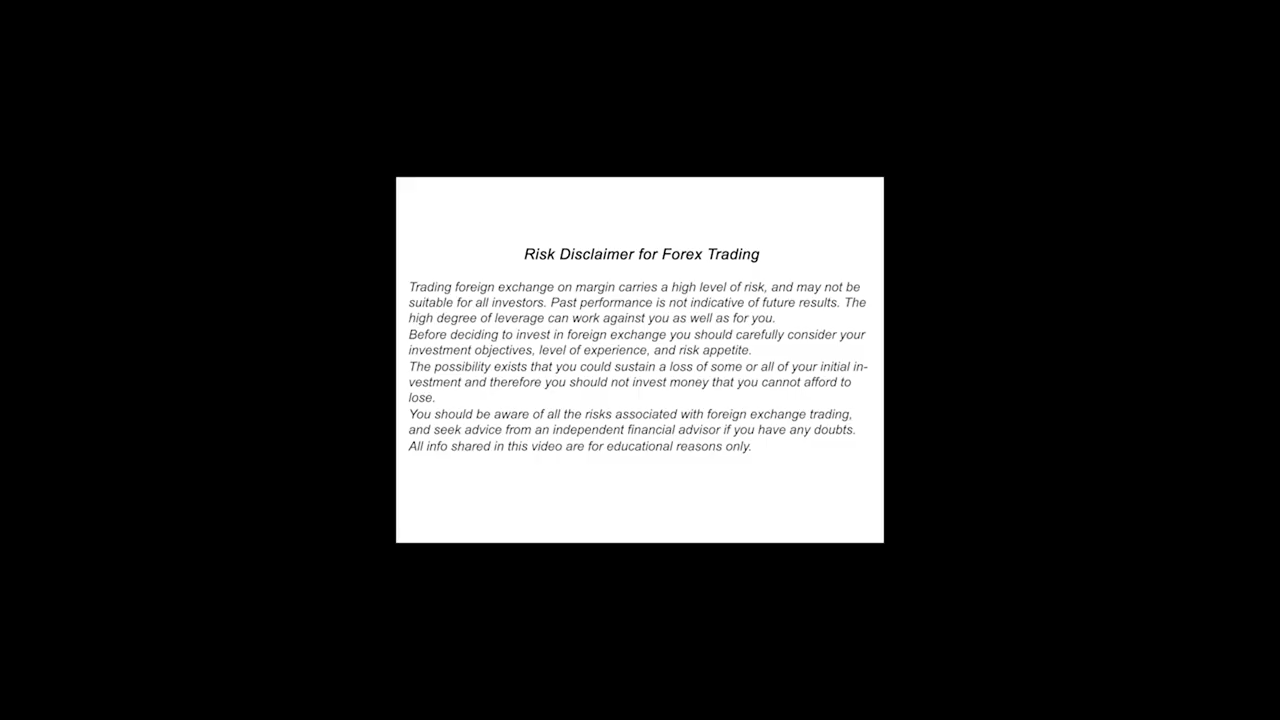 Risk Disclaimer for Forex Trading
Trading foreign exchange on margin carries a high level of risk, and may not be
suitable for all investors. Past performance is not indicative of future results. The
high degree of leverage can work against you as well as for you.
Before deciding to invest in foreign exchange you should carefully consider your
investment objectives, level of experience, and risk appetite.
The possibility exists that you could sustain a loss of some or all of your initial in-
vestment and therefore you should not invest money that you cannot afford to
lose.
You should be aware of all the risks associated with foreign exchange trading,
and seek advice from an independent financial advisor if you have any doubts.
All info shared in this video are for educational reasons only.